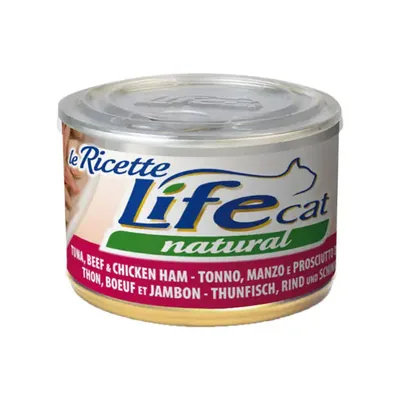 le Ricette
Life cat
natural
TUNA, BEEF & CHICKEN HAM - TONNO, MANZO E PROSCIUTTO
THON, BOEUF ET JAMBON - THUNFISCH, RIND UND